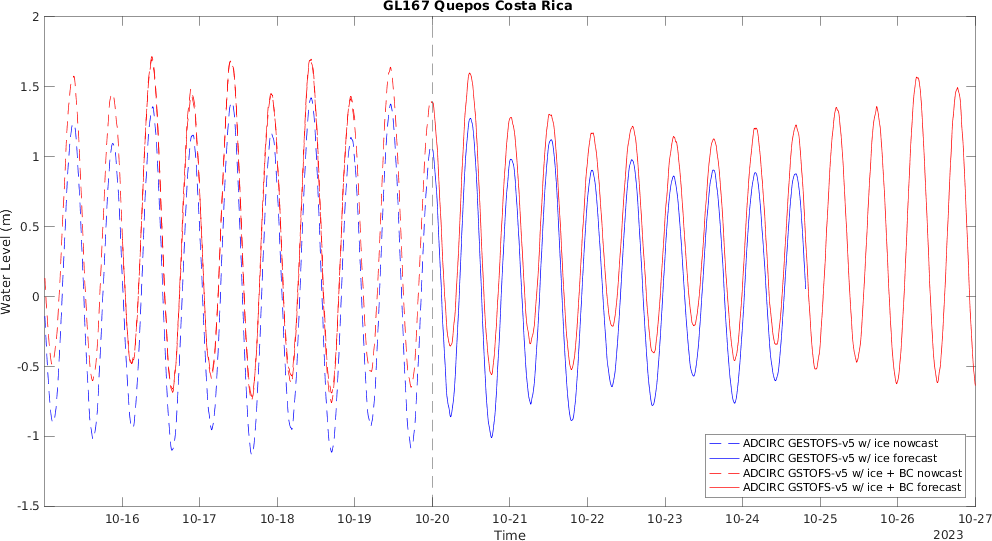 GL167 Quepos Costa Rica
2
1.5
1
0.5
0
-0.5
-1
-1.5
Water Level (m)
10-16 10-17 10-18 10-19 10-20 10-21 10-22 10-23 10-24 10-25 10-26 10-27
Time
2023
ADCIRC GESTOFS-v5 w/ ice nowcast
ADCIRC GESTOFS-v5 w/ ice forecast
ADCIRC GSTOFS-v5 w/ ice + BC nowcast
ADCIRC GSTOFS-v5 w/ ice + BC forecast